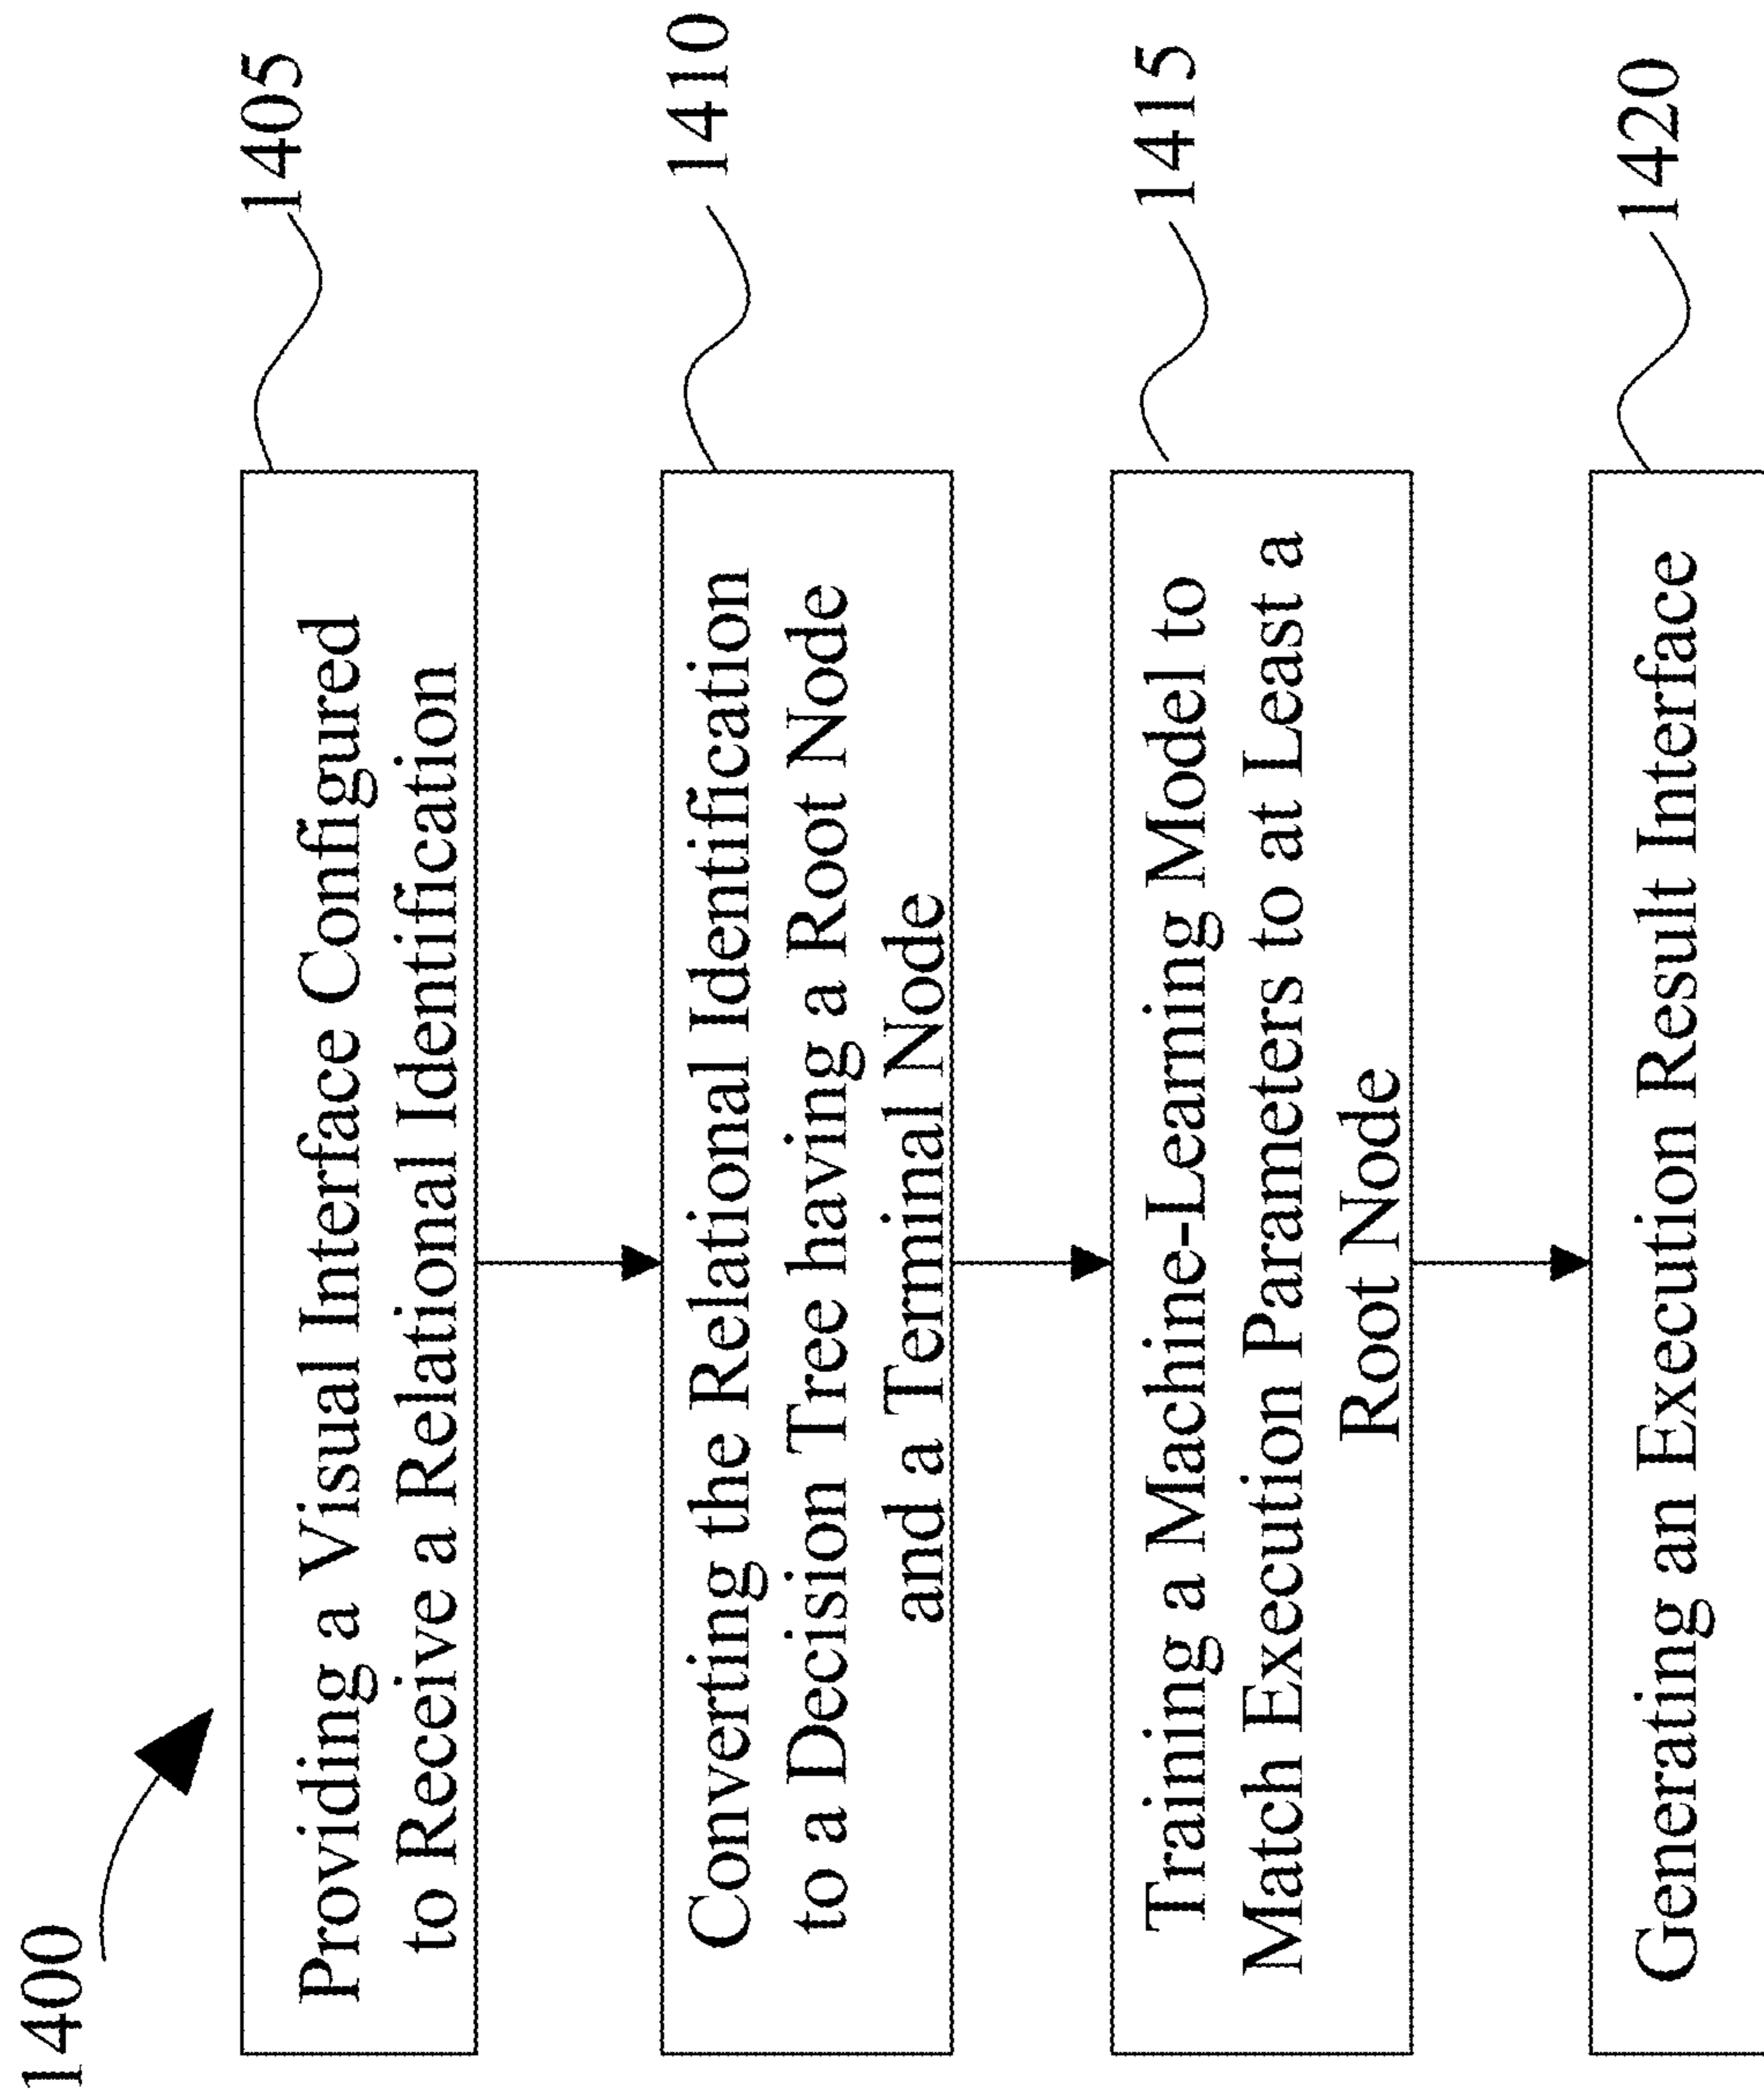 1400
Providing a Visual Interface Configured
to Receive a Relational Identification
1405
Converting the Relational Identification
to a Decision Tree having a Root Node
and a Terminal Node
1410
Training a Machine-Learning Model to
Match Execution Parameters to at Least a
Root Node
1415
Generating an Execution Result Interface
1420